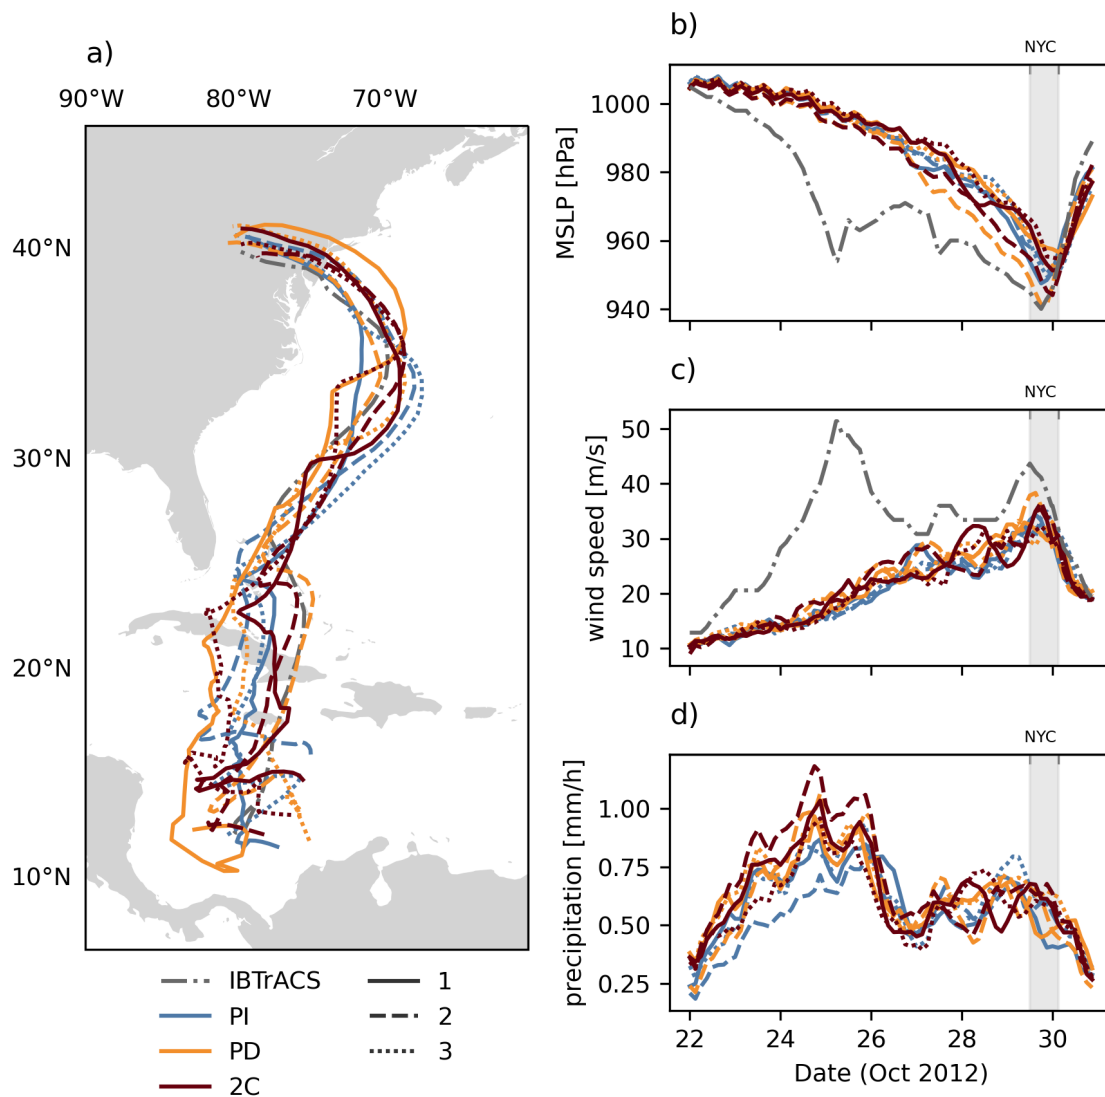 a)
90°W 80°W 70°W
40°N
30°N
20°N
10°N
IBTrACS
PI
PD
2C
1
2
3
b)
NYC
MSLP [hPa]
1000
980
960
940
c)
NYC
wind speed [m/s]
50
40
30
20
10
d)
NYC
precipitation [mm/h]
1.00
0.75
0.50
0.25
22 24 26 28 30
Date (Oct 2012)